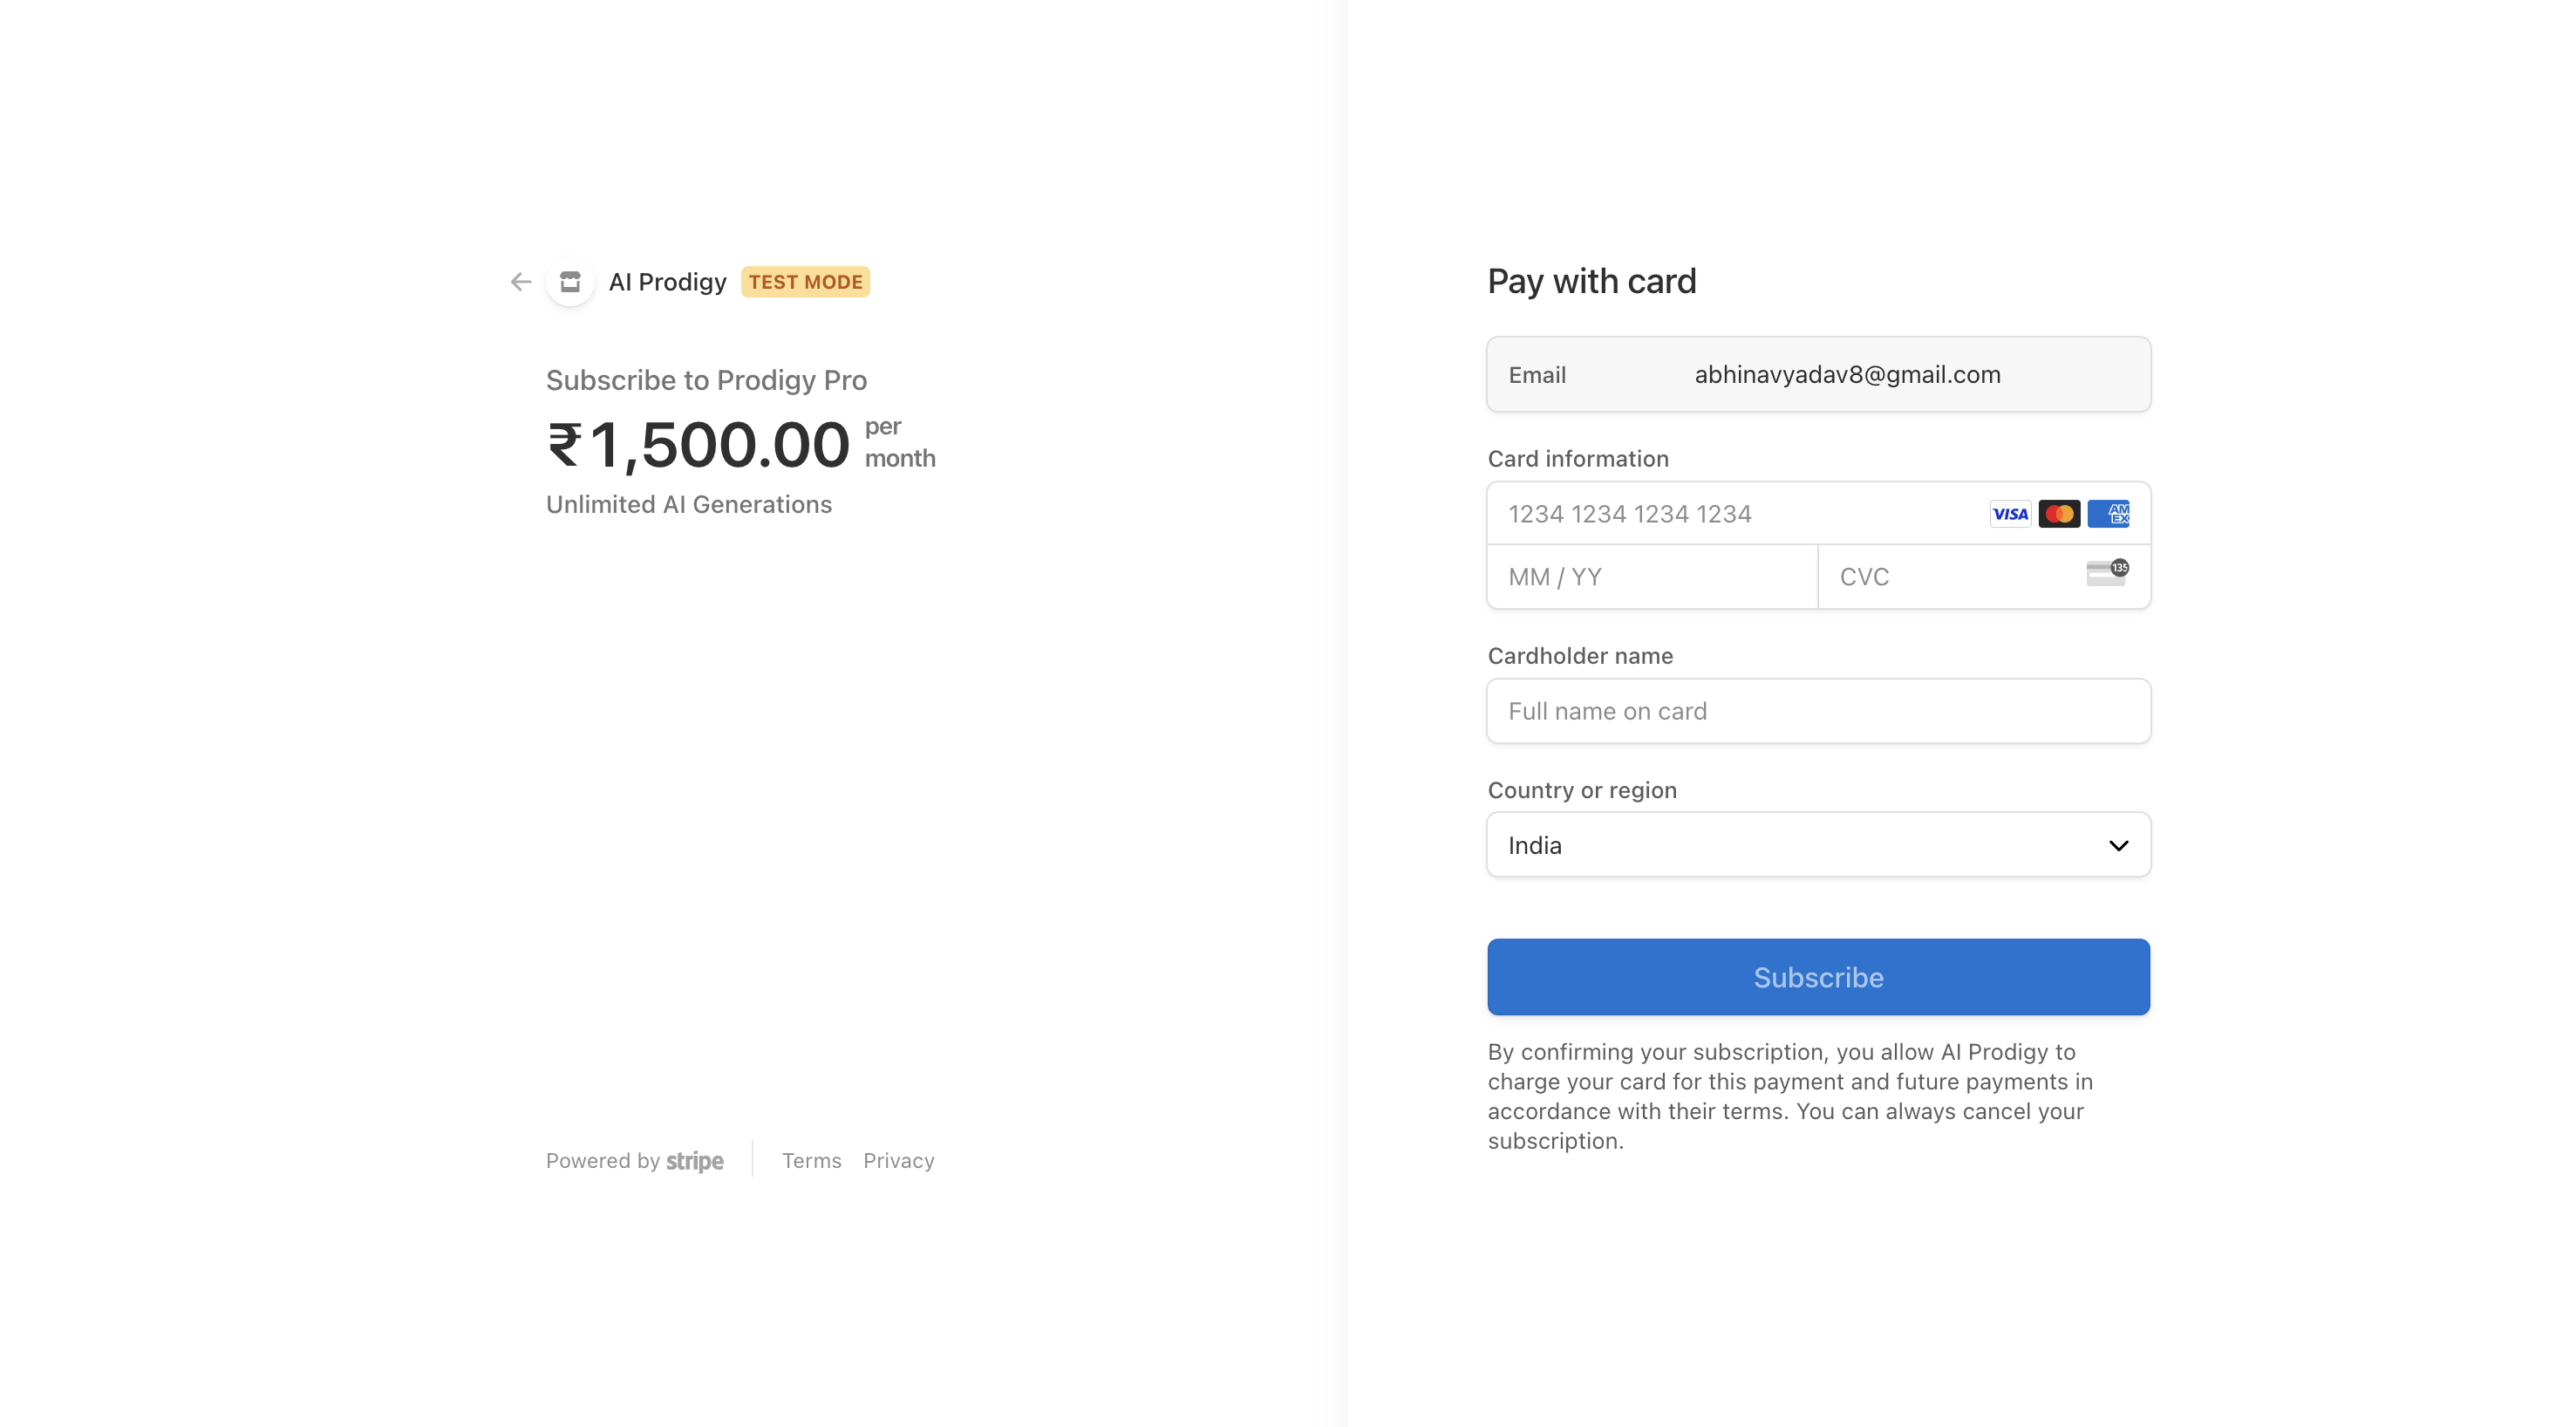 AI Prodigy TEST MODE
Subscribe to Prodigy Pro
₹1,500.00 per month
Unlimited AI Generations
Powered by stripe
Terms Privacy
Pay with card
Email abhinavyadav8@gmail.com
Card information
1234 1234 1234 1234 VISA AM EX
MM / YY CVC 135
Cardholder name
Full name on card
Country or region
India
Subscribe
By confirming your subscription, you allow AI Prodigy to
charge your card for this payment and future payments in
accordance with their terms. You can always cancel your
subscription.